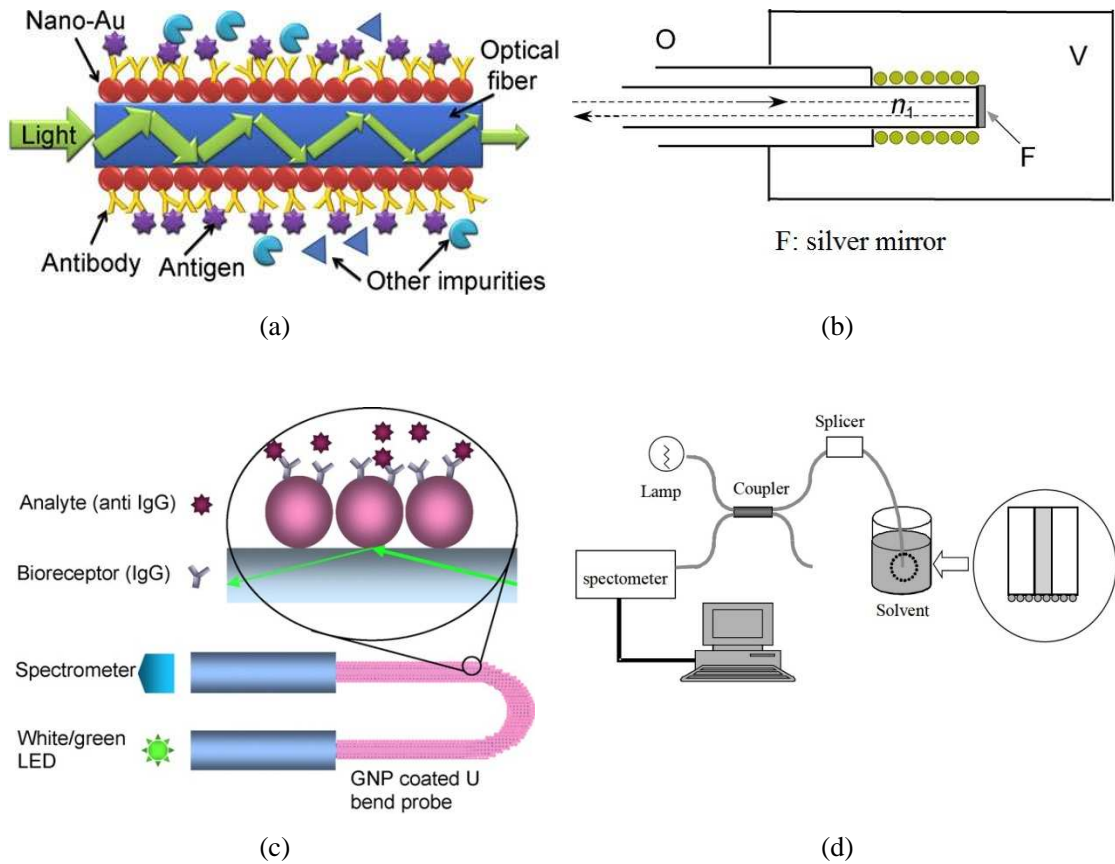 Nano-Au
Optical
fiber
Light
Antibody
Antigen
Other impurities
(a)
O
V
n1
F
F: silver mirror
(b)
Analyte (anti IgG)
Bioreceptor (IgG)
Spectrometer
White/green
LED
GNP coated U
bend probe
(c)
Splicer
Lamp
Coupler
spectometer
Solvent
(d)